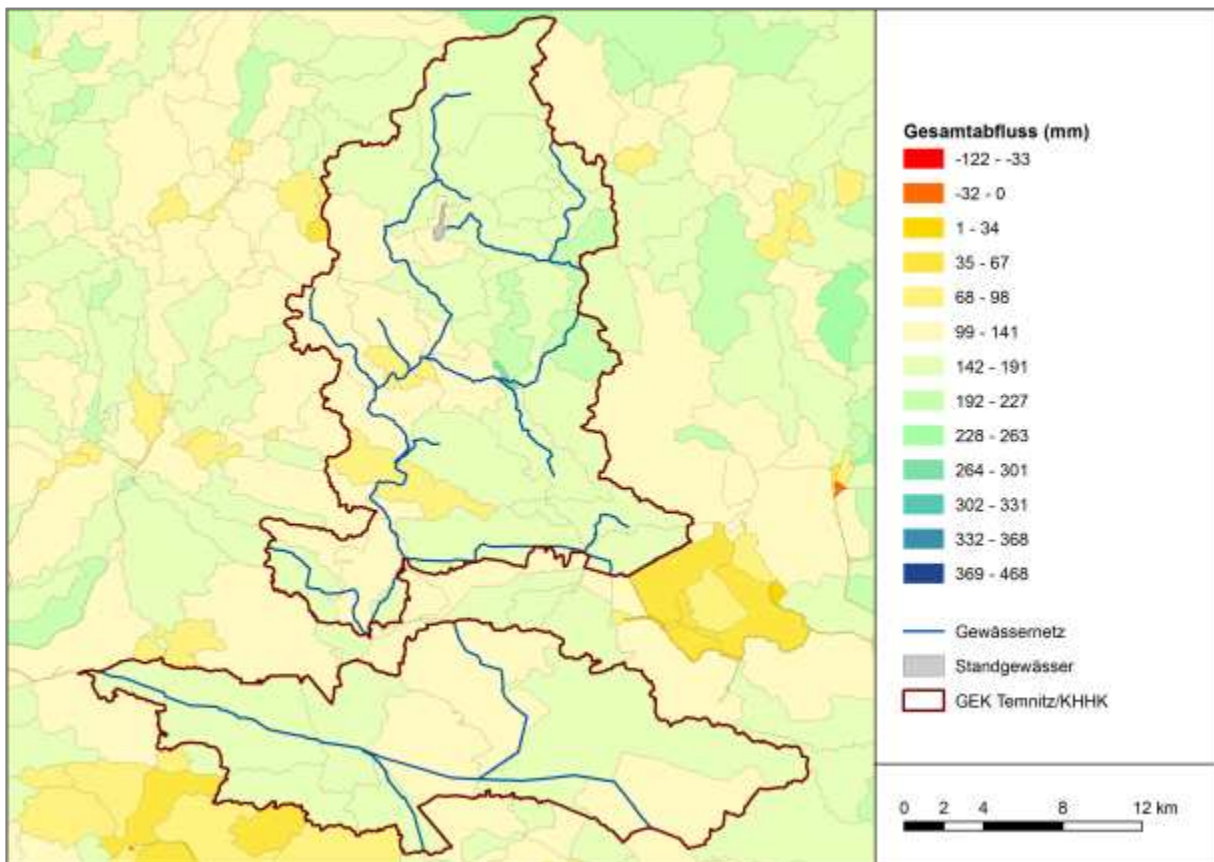 Gesamtabfluss (mm)
-122 - -33
-32 - 0
1 - 34
35 - 67
68 - 98
99 - 141
142 - 191
192 - 227
228 - 263
264 - 301
302 - 331
332 - 368
369 - 468
Gewässernetz
Standgewässer
GEK Temnitz/KHHK
0 2 4 8 12 km